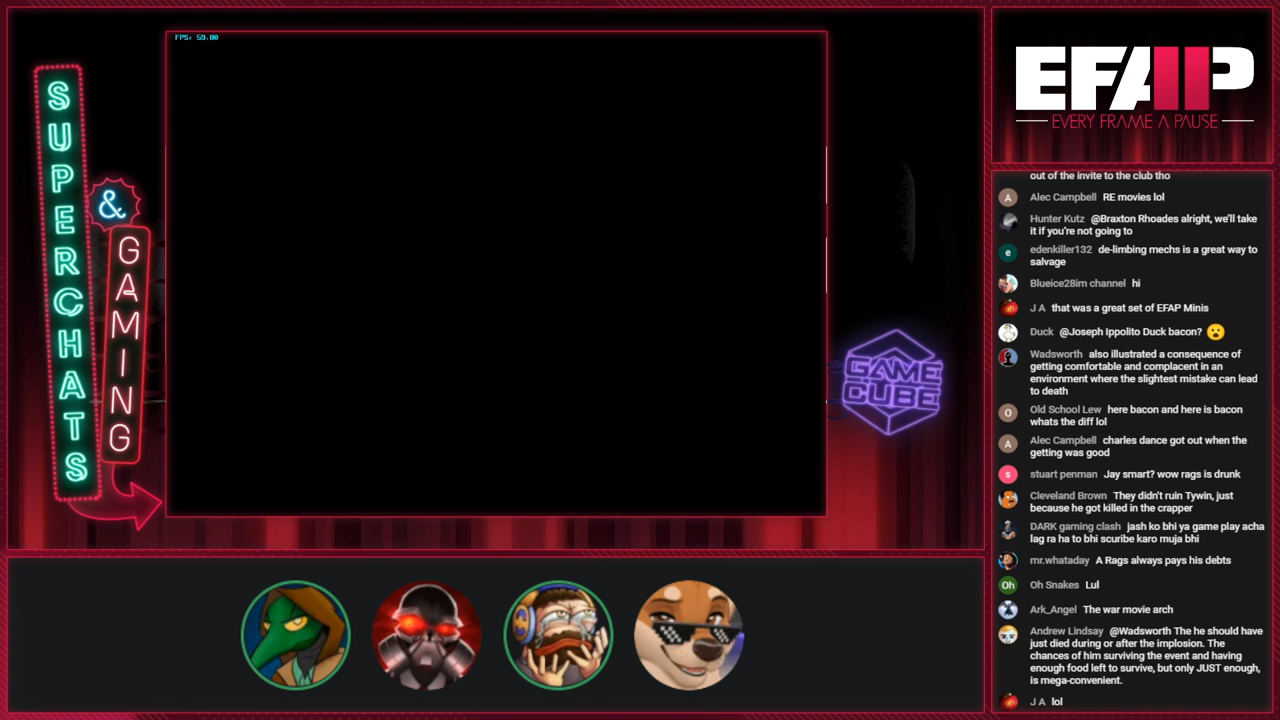 FPS: 59.80
SUPERCHATS
&
GAMING
GAME
CUBE
EFAP
EVERY FRAME A PAUSE
out of the invite to the club tho
A Alec Campbell RE movies lol
Hunter Kutz @Braxton Rhoades alright, we'll take
it if you're not going to
e edenkiller132 de-limbing mechs is a great way to
salvage
Blueice28im channel hi
J A that was a great set of EFAP Minis
Duck @Joseph Ippolito Duck bacon? 😮
Wadsworth also illustrated a consequence of
getting comfortable and complacent in an
environment where the slightest mistake can lead
to death
O Old School Lew here bacon and here is bacon
whats the diff lol
A Alec Campbell charles dance got out when the
getting was good
s stuart penman Jay smart? wow rags is drunk
Cleveland Brown They didn't ruin Tywin, just
because he got killed in the crapper
DARK gaming clash jash ko bhi ya game play acha
lag ra ha to bhi scuribe karo muja bhi
mr.whataday A Rags always pays his debts
Oh Oh Snakes Lul
Ark_Angel The war movie arch
Andrew Lindsay @Wadsworth The he should have
just died during or after the implosion. The
chances of him surviving the event and having
enough food left to survive, but only JUST enough,
is mega-convenient.
J A lol